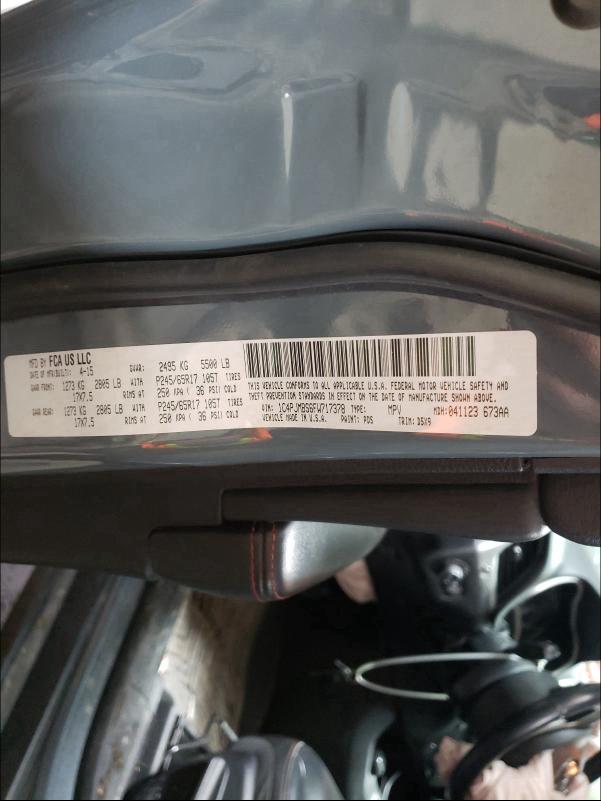 MFD BY FCA US LLC
DATE OF MFR/BUILT: 4-15 GVWR: 2495 KG 5500 LB
GAWR FRONT: 1273 KG 2805 LB WITH P245/65R17 105T TIRES
17X7.5 RIMS AT 250 KPA ( 36 PSI) COLD
GAWR REAR: 1273 KG 2805 LB WITH P245/65R17 105T TIRES
17X7.5 RIMS AT 250 KPA ( 36 PSI) COLD
THIS VEHICLE CONFORMS TO ALL APPLICABLE U.S.A. FEDERAL MOTOR VEHICLE SAFETY AND
THEFT PREVENTION STANDARDS IN EFFECT ON THE DATE OF MANUFACTURE SHOWN ABOVE.
VIN: 1C4PJMBS6FW717378 TYPE: MPV MDH: 041123 673AA
VEHICLE MADE IN U.S.A. PAINT: PDS TRIM: DSX9